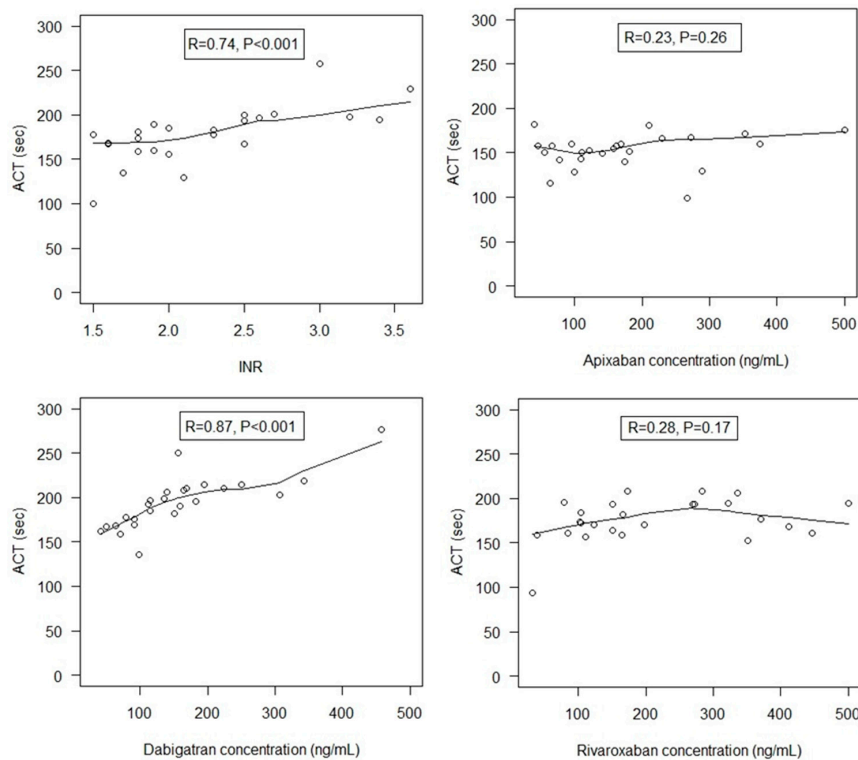 R=0.74, P<0.001
ACT (sec)
300
250
200
150
100
50
0
1.5 2.0 2.5 3.0 3.5
INR
R=0.23, P=0.26
ACT (sec)
300
250
200
150
100
50
0
100 200 300 400 500
Apixaban concentration (ng/mL)
R=0.87, P<0.001
ACT (sec)
300
250
200
150
100
50
0
100 200 300 400 500
Dabigatran concentration (ng/mL)
R=0.28, P=0.17
ACT (sec)
300
250
200
150
100
50
0
100 200 300 400 500
Rivaroxaban concentration (ng/mL)